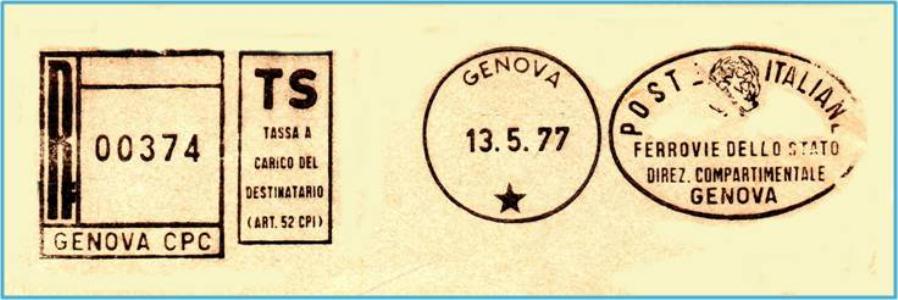 00374
GENOVA CPC
TS
TASSA A
CARICO DEL
DESTINATARIO
(ART. 52 CPI)
GENOVA
13.5.77
POSTE ITALIANE
FERROVIE DELLO STATO
DIREZ. COMPARTIMENTALE
GENOVA